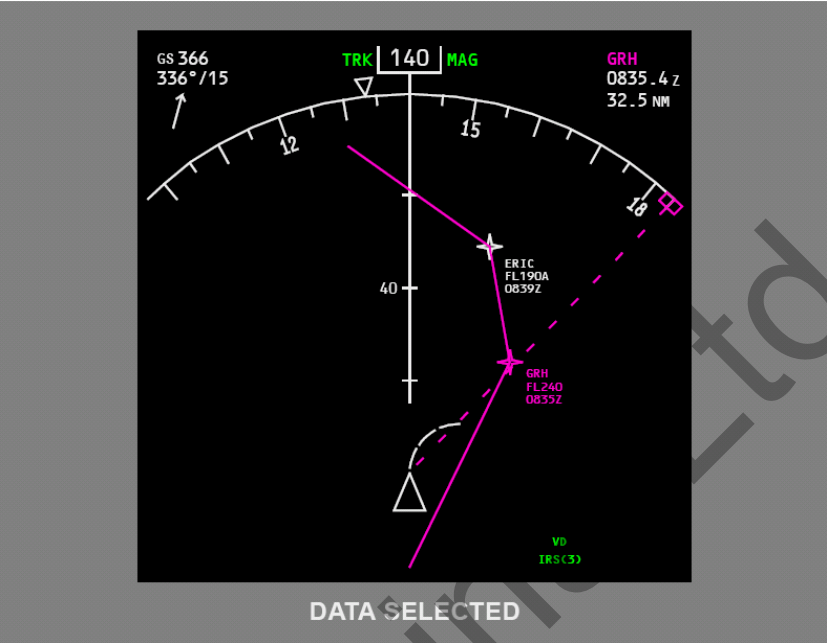 GS 366
336°/15
TRK 140 MAG
GRH
0835.4 Z
32.5 NM
12
15
18
40
ERIC
FL190A
0839Z
GRH
FL240
0835Z
VD
IRS(3)
DATA SELECTED